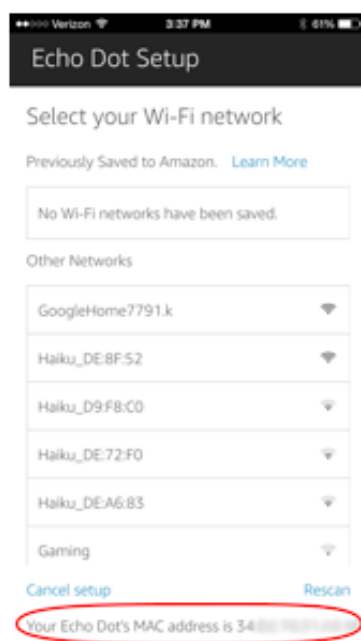 Verizon 3:37 PM 61%
Echo Dot Setup
Select your Wi-Fi network
Previously Saved to Amazon. Learn More
No Wi-Fi networks have been saved.
Other Networks
GoogleHome7791.k
Haiku_DE:8F:52
Haiku_D9:F8:C0
Haiku_DE:72:F0
Haiku_DE:A6:83
Gaming
Cancel setup Rescan
Your Echo Dot's MAC address is 34